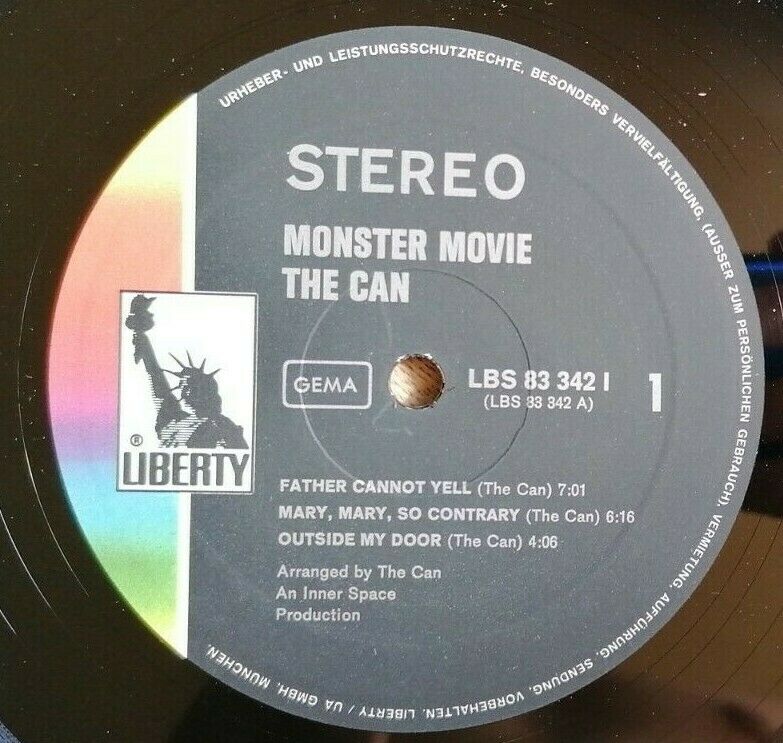 URHEBER- UND LEISTUNGSSCHUTZRECHTE, BESONDERS VERVIELFÄLTIGUNG, (AUSSER ZUM PERSÖNLICHEN GEBRAUCH), VERMIETUNG, AUFFÜHRUNG, SENDUNG, VORBEHALTEN. LIBERTY / UA GMBH, MÜNCHEN.
STEREO
MONSTER MOVIE
THE CAN
GEMA
LBS 83 342 I
(LBS 83 342 A)
1
® LIBERTY
FATHER CANNOT YELL (The Can) 7:01
MARY, MARY, SO CONTRARY (The Can) 6:16
OUTSIDE MY DOOR (The Can) 4:06
Arranged by The Can
An Inner Space
Production